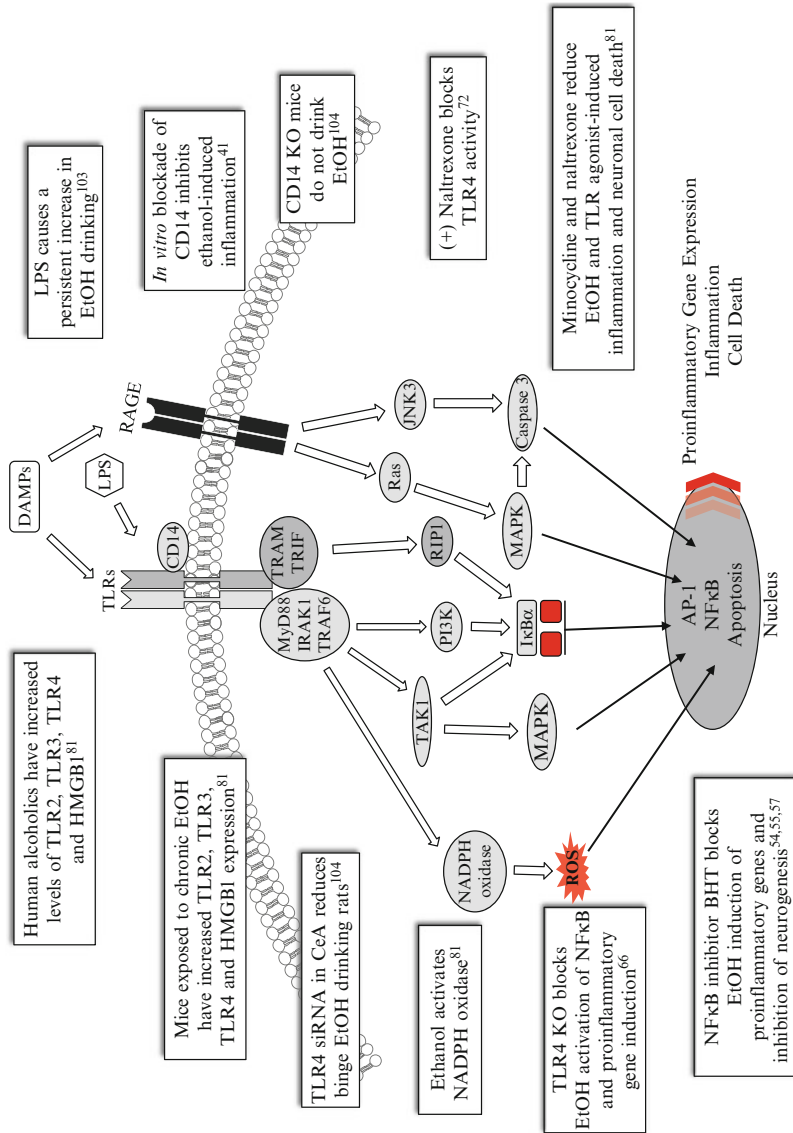 Human alcoholics have increased
levels of TLR2, TLR3, TLR4
and HMGB181
DAMPs
LPS causes a
persistent increase in
EtOH drinking103
LPS
TLRs
RAGE
CD14
In vitro blockade of
CD14 inhibits
ethanol-induced
inflammation41
Mice exposed to chronic EtOH
have increased TLR2, TLR3,
TLR4 and HMGB1 expression81
CD14 KO mice
do not drink
EtOH104
TLR4 siRNA in CeA reduces
binge EtOH drinking rats104
MyD88
IRAK1
TRAF6
TRAM
TRIF
Ethanol activates
NADPH oxidase81
NADPH
oxidase
TAK1
PI3K
RIP1
Ras
JNK3
(+) Naltrexone blocks
TLR4 activity72
ROS
MAPK
IκBα
MAPK
Caspase 3
TLR4 KO blocks
EtOH activation of NFκB
and proinflammatory
gene induction66
Minocycline and naltrexone reduce
EtOH and TLR agonist-induced
inflammation and neuronal cell death81
NFκB inhibitor BHT blocks
EtOH induction of
proinflammatory genes and
inhibition of neurogenesis54,55,57
AP-1
NFκB
Apoptosis
Nucleus
Proinflammatory Gene Expression
Inflammation
Cell Death